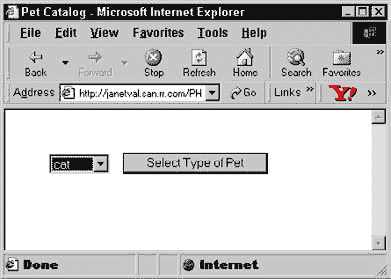 Pet Catalog - Microsoft Internet Explorer
File Edit View Favorites Tools Help
Back Forward Stop Refresh Home Search Favorites »
Address http://janetval.san.rr.com/PH Go Links » Y! »
cat Select Type of Pet
Done Internet